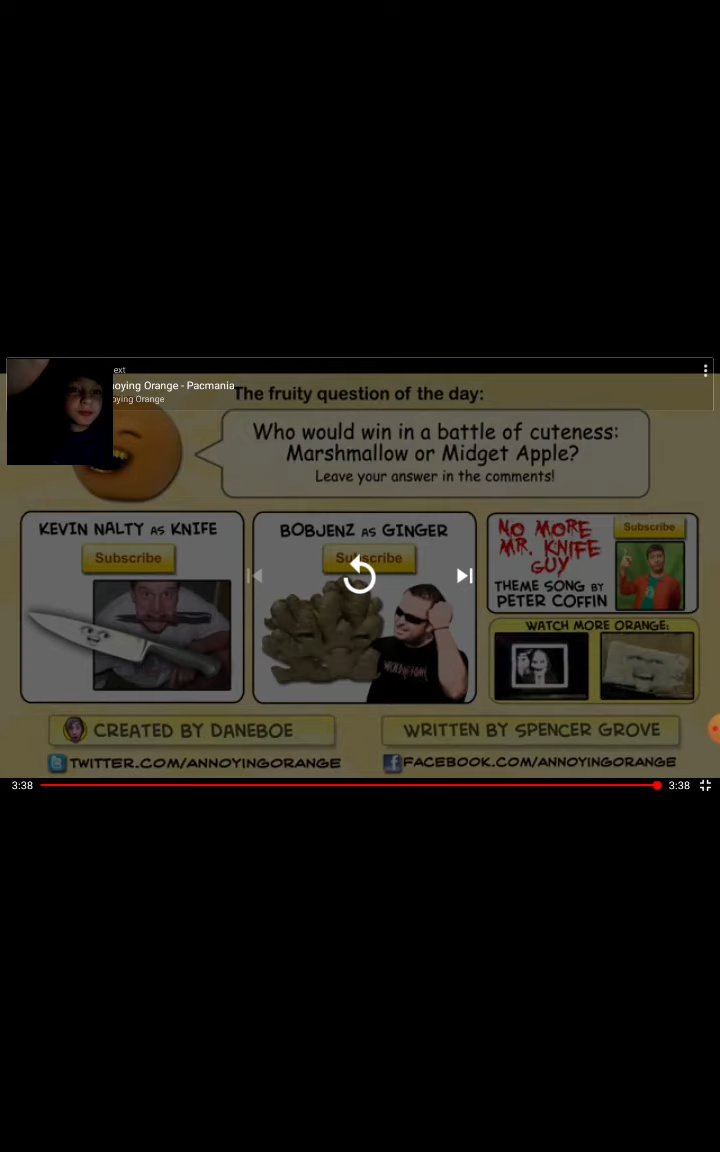 ext
noying Orange - Pacmania
oying Orange
The fruity question of the day:
Who would win in a battle of cuteness:
Marshmallow or Midget Apple?
Leave your answer in the comments!
KEVIN NALTY AS KNIFE
Subscribe
BOBJENZ AS GINGER
Subscribe
NO MORE
MR. KNIFE
GUY
Subscribe
THEME SONG BY
PETER COFFIN
WATCH MORE ORANGE:
CREATED BY DANEBOE
WRITTEN BY SPENCER GROVE
TWITTER.COM/ANNOYINGORANGE
FACEBOOK.COM/ANNOYINGORANGE
3:38
3:38